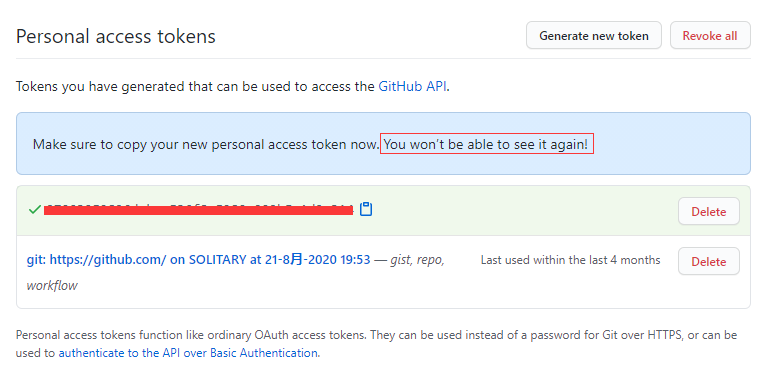 Personal access tokens
Generate new token
Revoke all
Tokens you have generated that can be used to access the GitHub API.
Make sure to copy your new personal access token now. You won't be able to see it again!
Delete
git: https://github.com/ on SOLITARY at 21-8月-2020 19:53 — gist, repo,
workflow
Last used within the last 4 months
Delete
Personal access tokens function like ordinary OAuth access tokens. They can be used instead of a password for Git over HTTPS, or can be
used to authenticate to the API over Basic Authentication.